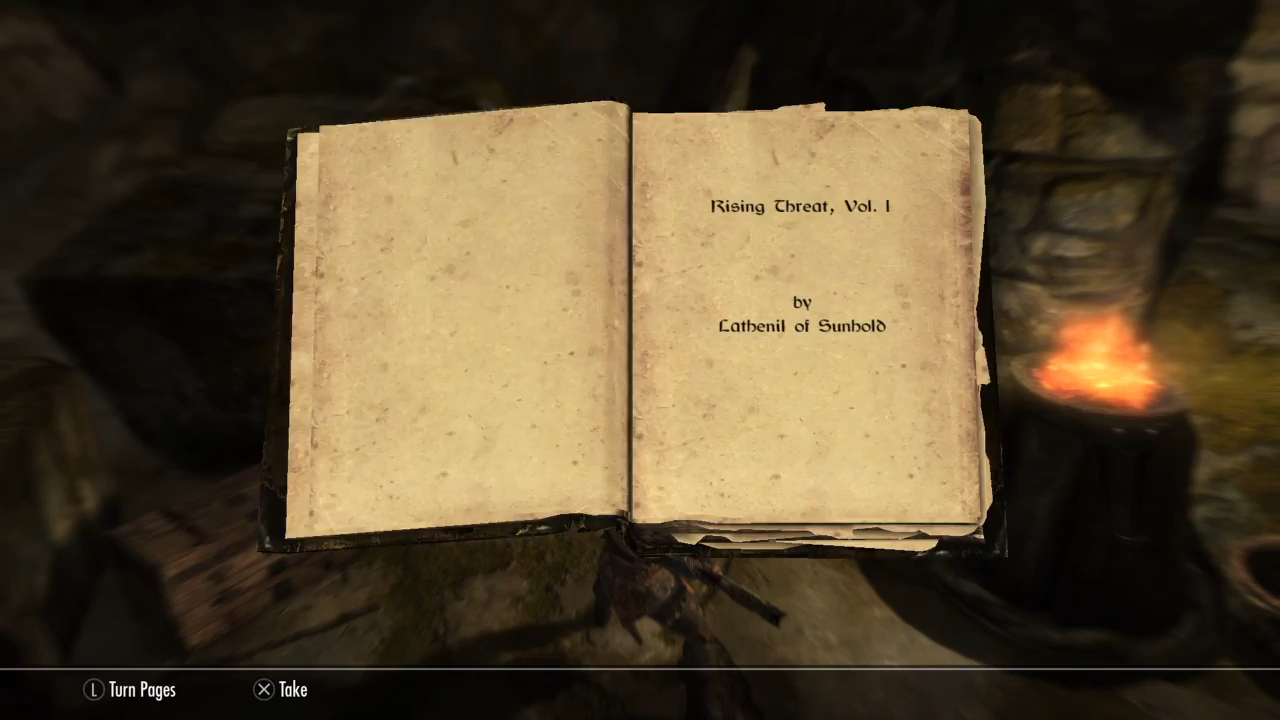 Rising Threat, Vol. I
by
Lathenil of Sunhold
L Turn Pages
X Take